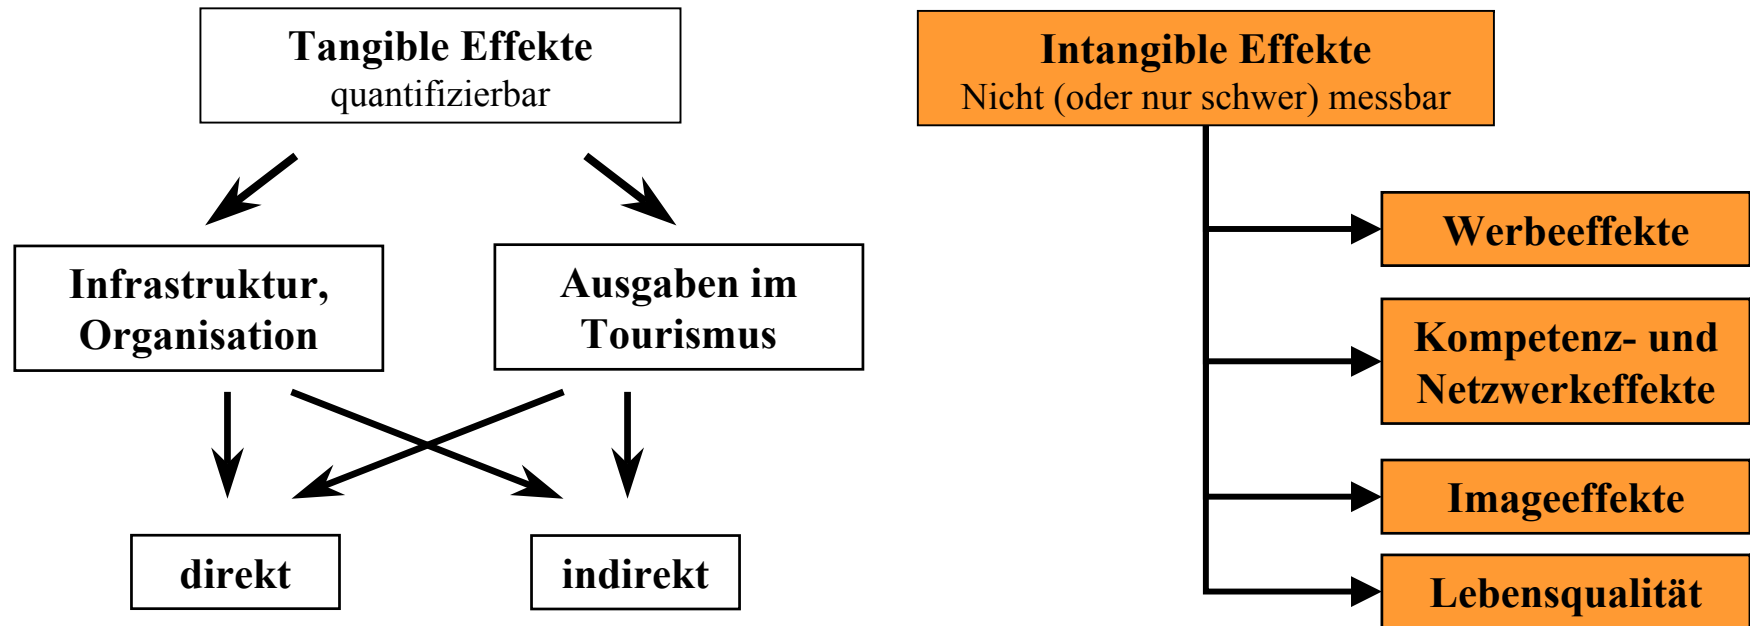 Tangible Effekte
quantifizierbar
Intangible Effekte
Nicht (oder nur schwer) messbar
Infrastruktur,
Organisation
Ausgaben im
Tourismus
direkt
indirekt
Werbeeffekte
Kompetenz- und
Netzwerkeffekte
Imageeffekte
Lebensqualität